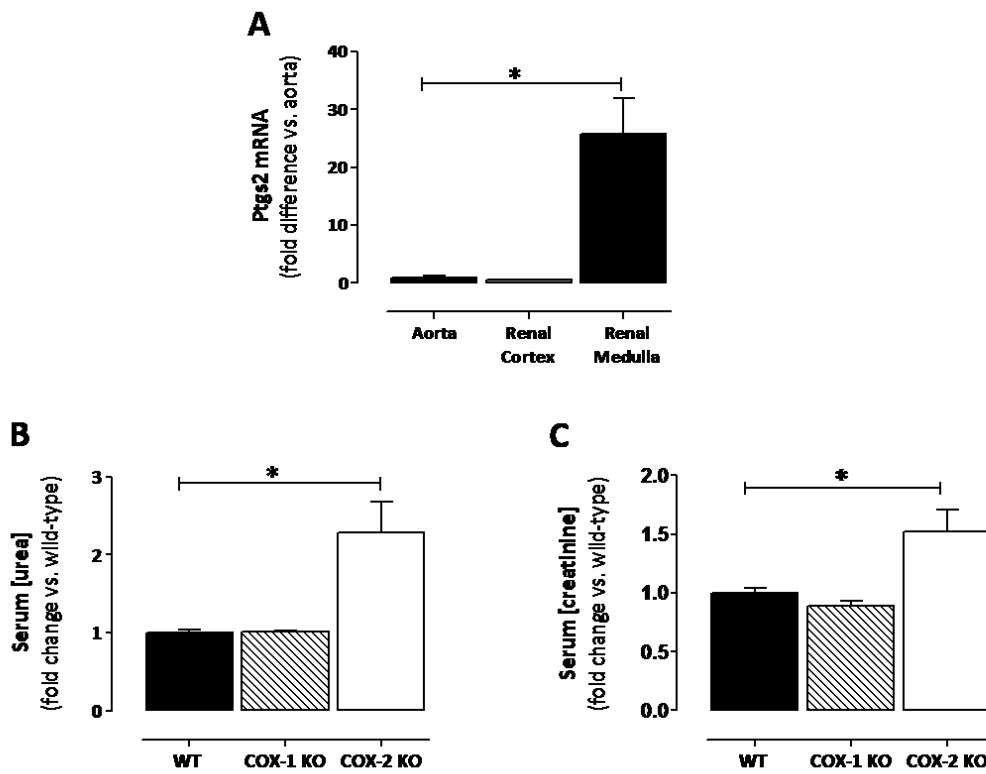 A
Ptgs2 mRNA
(fold difference vs. aorta)
40
30
20
10
0
*
Aorta
Renal
Cortex
Renal
Medulla
B
Serum [urea]
(fold change vs. wild-type)
3
2
1
0
*
WT
COX-1 KO
COX-2 KO
C
Serum [creatinine]
(fold change vs. wild-type)
2.0
1.5
1.0
0.5
0.0
*
WT
COX-1 KO
COX-2 KO